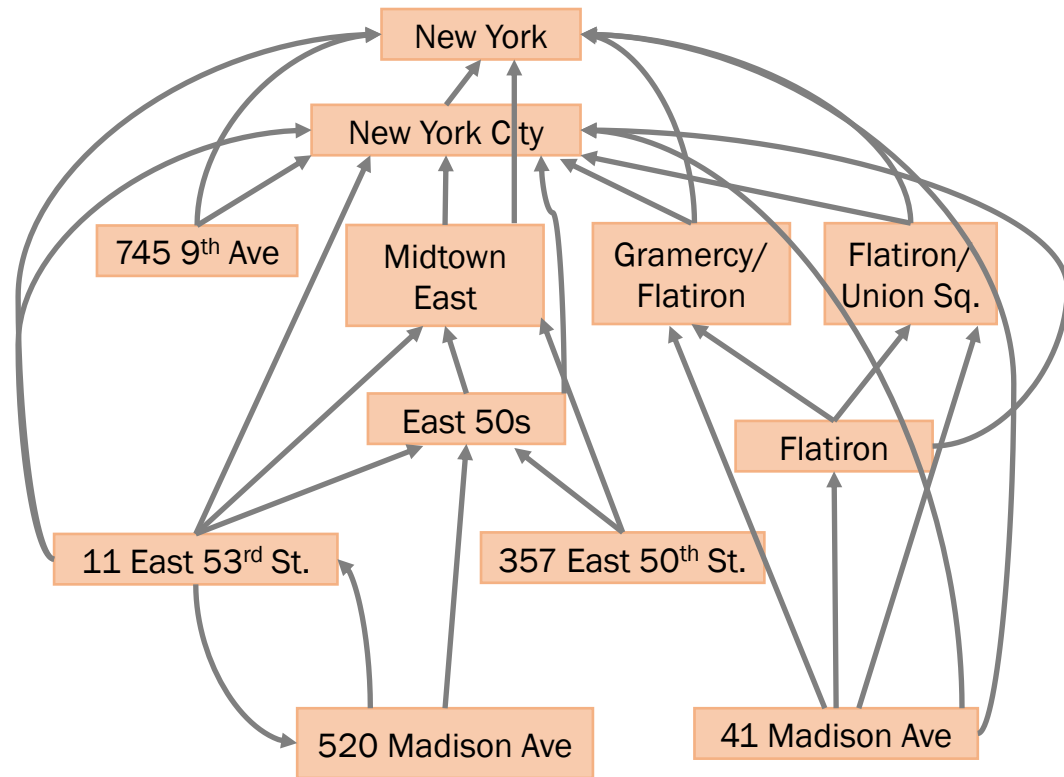 New York
New York City
745 9th Ave
Midtown
East
Gramercy/
Flatiron
Flatiron/
Union Sq.
East 50s
Flatiron
11 East 53rd St.
357 East 50th St.
520 Madison Ave
41 Madison Ave